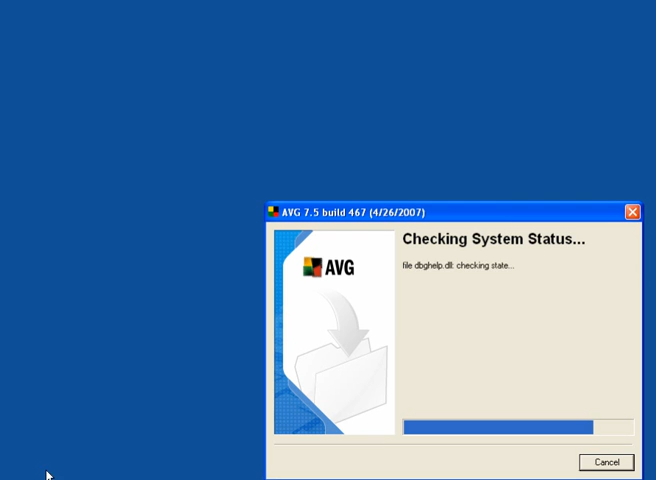 AVG 7.5 build 467 (4/26/2007)
AVG
Checking System Status...
file dbghelp.dll: checking state...
Cancel